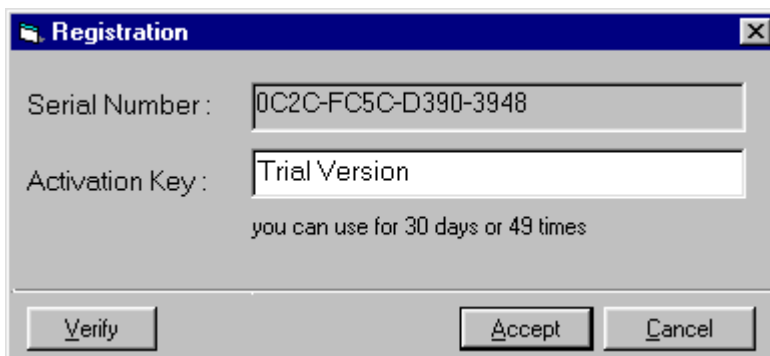 Registration
Serial Number : 0C2C-FC5C-D390-3948
Activation Key : Trial Version
you can use for 30 days or 49 times
Verify Accept Cancel